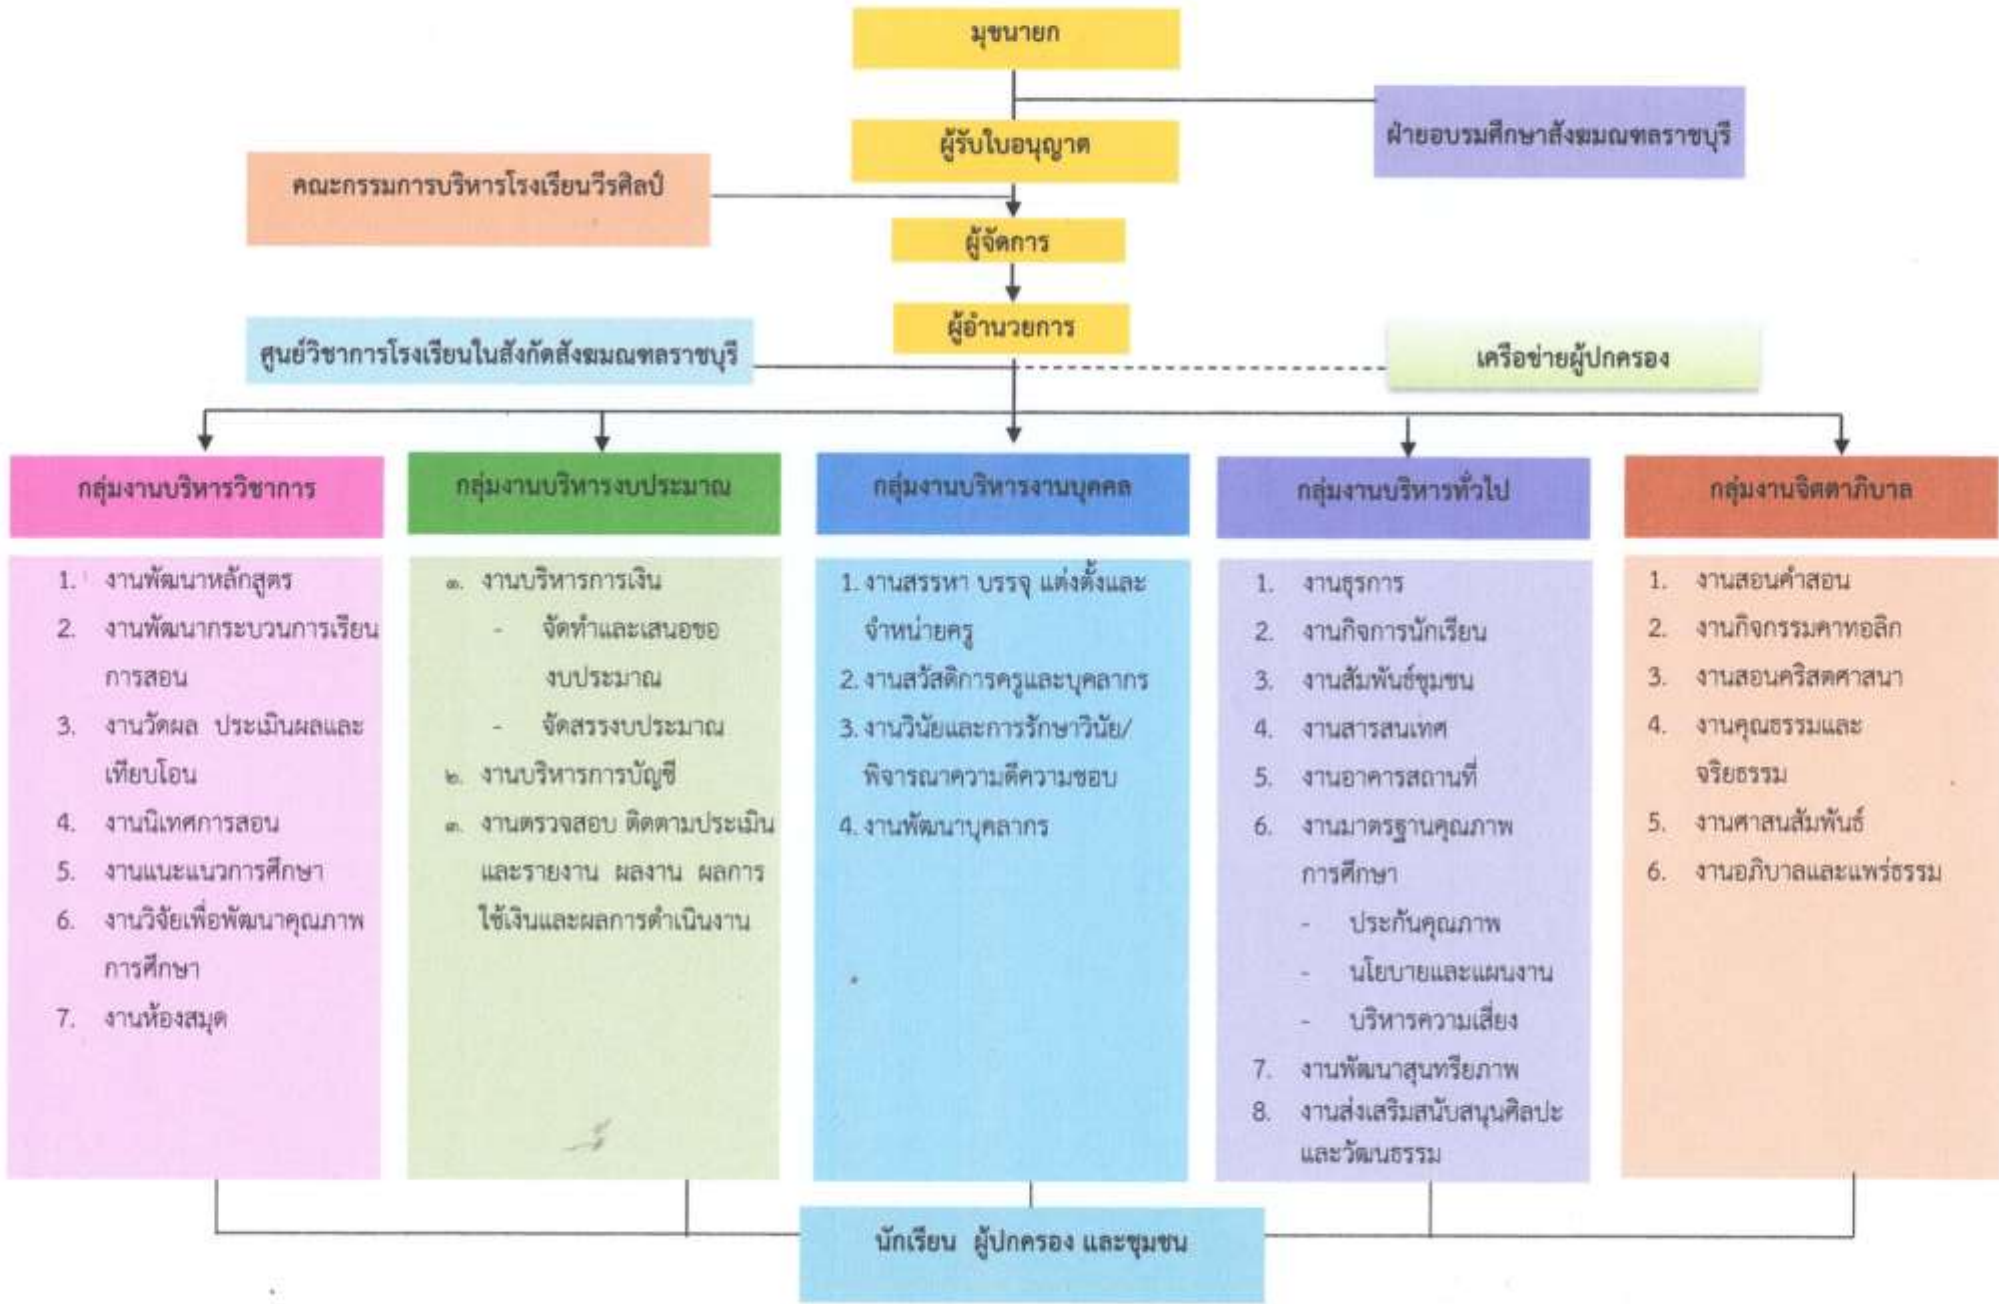 มุขนายก
ฝ่ายอบรมศึกษาสังฆมณฑลราชบุรี
ผู้รับใบอนุญาต
คณะกรรมการบริหารโรงเรียนวีรศิลป์
ผู้จัดการ
ผู้อำนวยการ
ศูนย์วิชาการโรงเรียนในสังกัดสังฆมณฑลราชบุรี
เครือข่ายผู้ปกครอง
กลุ่มงานบริหารวิชาการ
1. งานพัฒนาหลักสูตร
2. งานพัฒนากระบวนการเรียน
การสอน
3. งานวัดผล ประเมินผลและ
เทียบโอน
4. งานนิเทศการสอน
5. งานแนะแนวการศึกษา
6. งานวิจัยเพื่อพัฒนาคุณภาพ
การศึกษา
7. งานห้องสมุด
กลุ่มงานบริหารงบประมาณ
๑. งานบริหารการเงิน
- จัดทำและเสนอขอ
งบประมาณ
- จัดสรรงบประมาณ
๒. งานบริหารการบัญชี
๓. งานตรวจสอบ ติดตามประเมิน
และรายงาน ผลงาน ผลการ
ใช้เงินและผลการดำเนินงาน
กลุ่มงานบริหารงานบุคคล
1. งานสรรหา บรรจุ แต่งตั้งและ
จำหน่ายครู
2. งานสวัสดิการครูและบุคลากร
3. งานวินัยและการรักษาวินัย/
พิจารณาความดีความชอบ
4. งานพัฒนาบุคลากร
กลุ่มงานบริหารทั่วไป
1. งานธุรการ
2. งานกิจการนักเรียน
3. งานสัมพันธ์ชุมชน
4. งานสารสนเทศ
5. งานอาคารสถานที่
6. งานมาตรฐานคุณภาพ
การศึกษา
- ประกันคุณภาพ
- นโยบายและแผนงาน
- บริหารความเสี่ยง
7. งานพัฒนาสุนทรียภาพ
8. งานส่งเสริมสนับสนุนศิลปะ
และวัฒนธรรม
กลุ่มงานจิตตาภิบาล
1. งานสอนคำสอน
2. งานกิจกรรมคาทอลิก
3. งานสอนคริสตศาสนา
4. งานคุณธรรมและ
จริยธรรม
5. งานศาสนสัมพันธ์
6. งานอภิบาลและแพร่ธรรม
นักเรียน ผู้ปกครอง และชุมชน